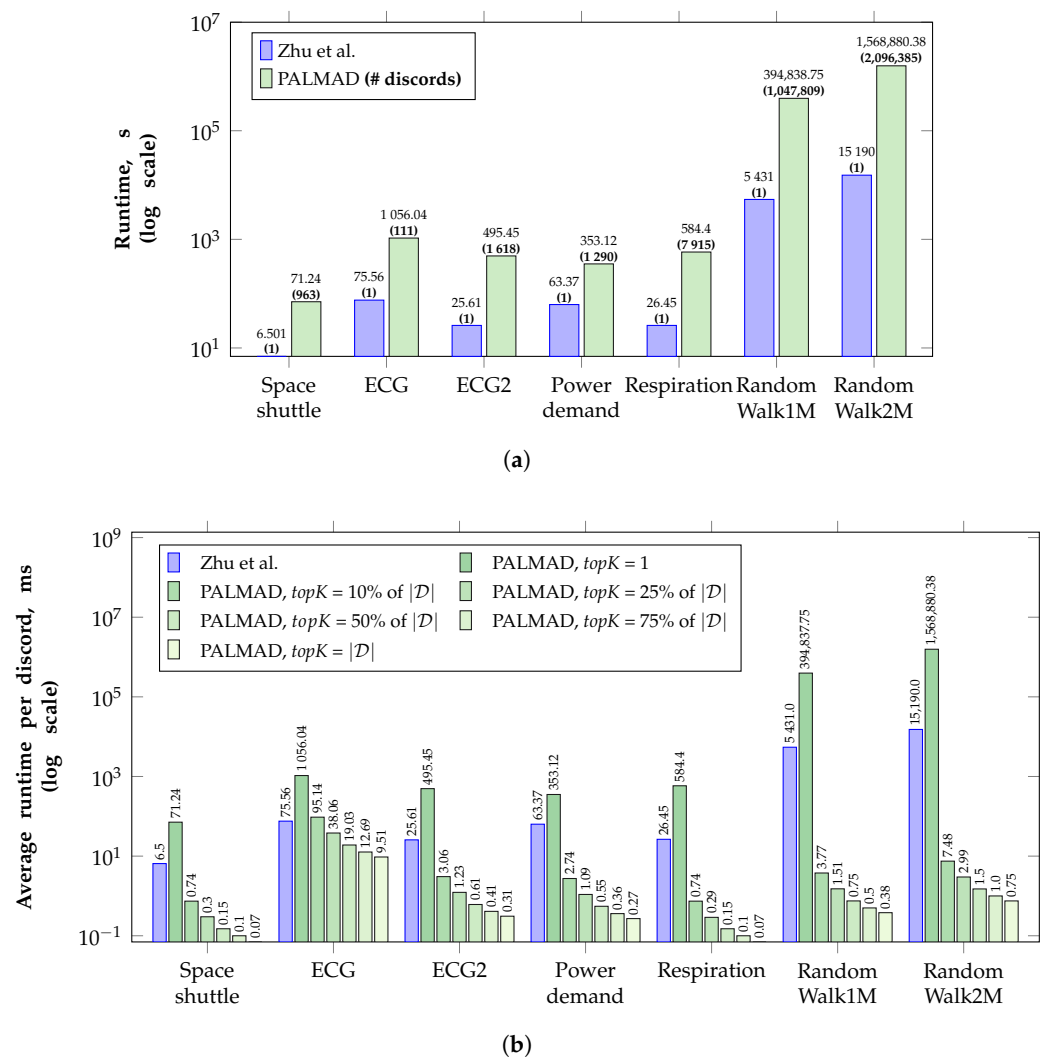 10^7
10^5
10^3
10^1
Runtime, s
(log scale)
Zhu et al.
PALMAD (# discords)
6.501
(1)
71.24
(963)
75.56
(1)
1 056.04
(111)
25.61
(1)
495.45
(1 618)
63.37
(1)
353.12
(1 290)
26.45
(1)
584.4
(7 915)
5 431
(1)
394,838.75
(1,047,809)
15 190
(1)
1,568,880.38
(2,096,385)
Space
shuttle
ECG
ECG2
Power
demand
Respiration
Random
Walk1M
Random
Walk2M
(a)
10^9
10^7
10^5
10^3
10^1
10^−1
Average runtime per discord, ms
(log scale)
Zhu et al.
PALMAD, topK = 1
PALMAD, topK = 10% of |𝒟|
PALMAD, topK = 25% of |𝒟|
PALMAD, topK = 50% of |𝒟|
PALMAD, topK = 75% of |𝒟|
PALMAD, topK = |𝒟|
6.5
71.24
0.74
0.3
0.15
0.1
0.07
75.56
1 056.04
95.14
38.06
19.03
12.69
9.51
25.61
495.45
3.06
1.23
0.61
0.41
0.31
63.37
353.12
2.74
1.09
0.55
0.36
0.27
26.45
584.4
0.74
0.29
0.15
0.1
0.07
5 431.0
394,837.75
3.77
1.51
0.75
0.5
0.38
15,190.0
1,568,880.38
7.48
2.99
1.5
1.0
0.75
Space
shuttle
ECG
ECG2
Power
demand
Respiration
Random
Walk1M
Random
Walk2M
(b)